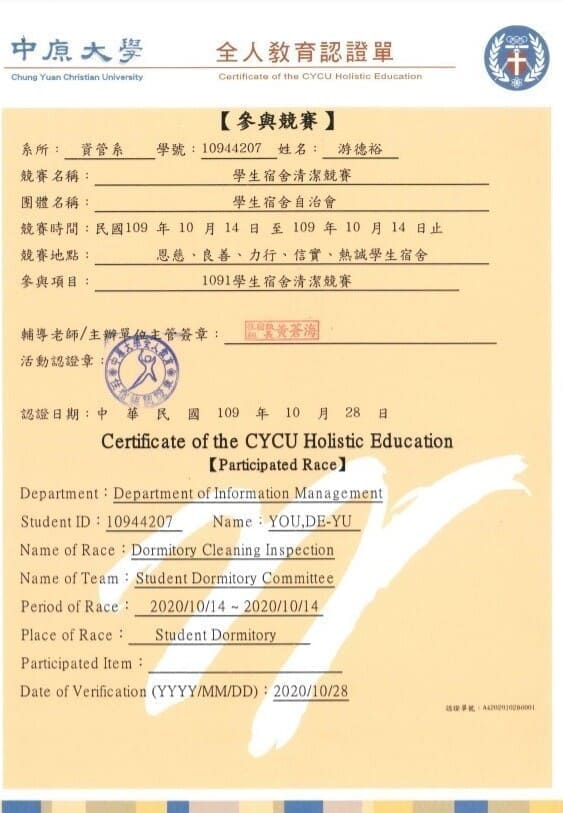 中原大學
Chung Yuan Christian University
全人教育認證單
Certificate of the CYCU Holistic Education
【參與競賽】
系所：資管系 學號：10944207 姓名：游德裕
競賽名稱：學生宿舍清潔競賽
團體名稱：學生宿舍自治會
競賽時間：民國109 年 10 月 14 日 至 109 年 10 月 14 日止
競賽地點：恩慈、良善、力行、信實、熱誠學生宿舍
參與項目：1091學生宿舍清潔競賽
輔導老師/主辦單位主管簽章：
黃蒼海
活動認證章：
認證日期：中華民國 109 年 10 月 28 日
Certificate of the CYCU Holistic Education
【Participated Race】
Department：Department of Information Management
Student ID：10944207 Name：YOU,DE-YU
Name of Race：Dormitory Cleaning Inspection
Name of Team：Student Dormitory Committee
Period of Race：2020/10/14 ~ 2020/10/14
Place of Race：Student Dormitory
Participated Item：
Date of Verification (YYYY/MM/DD)：2020/10/28
認證單號：A4202010280001